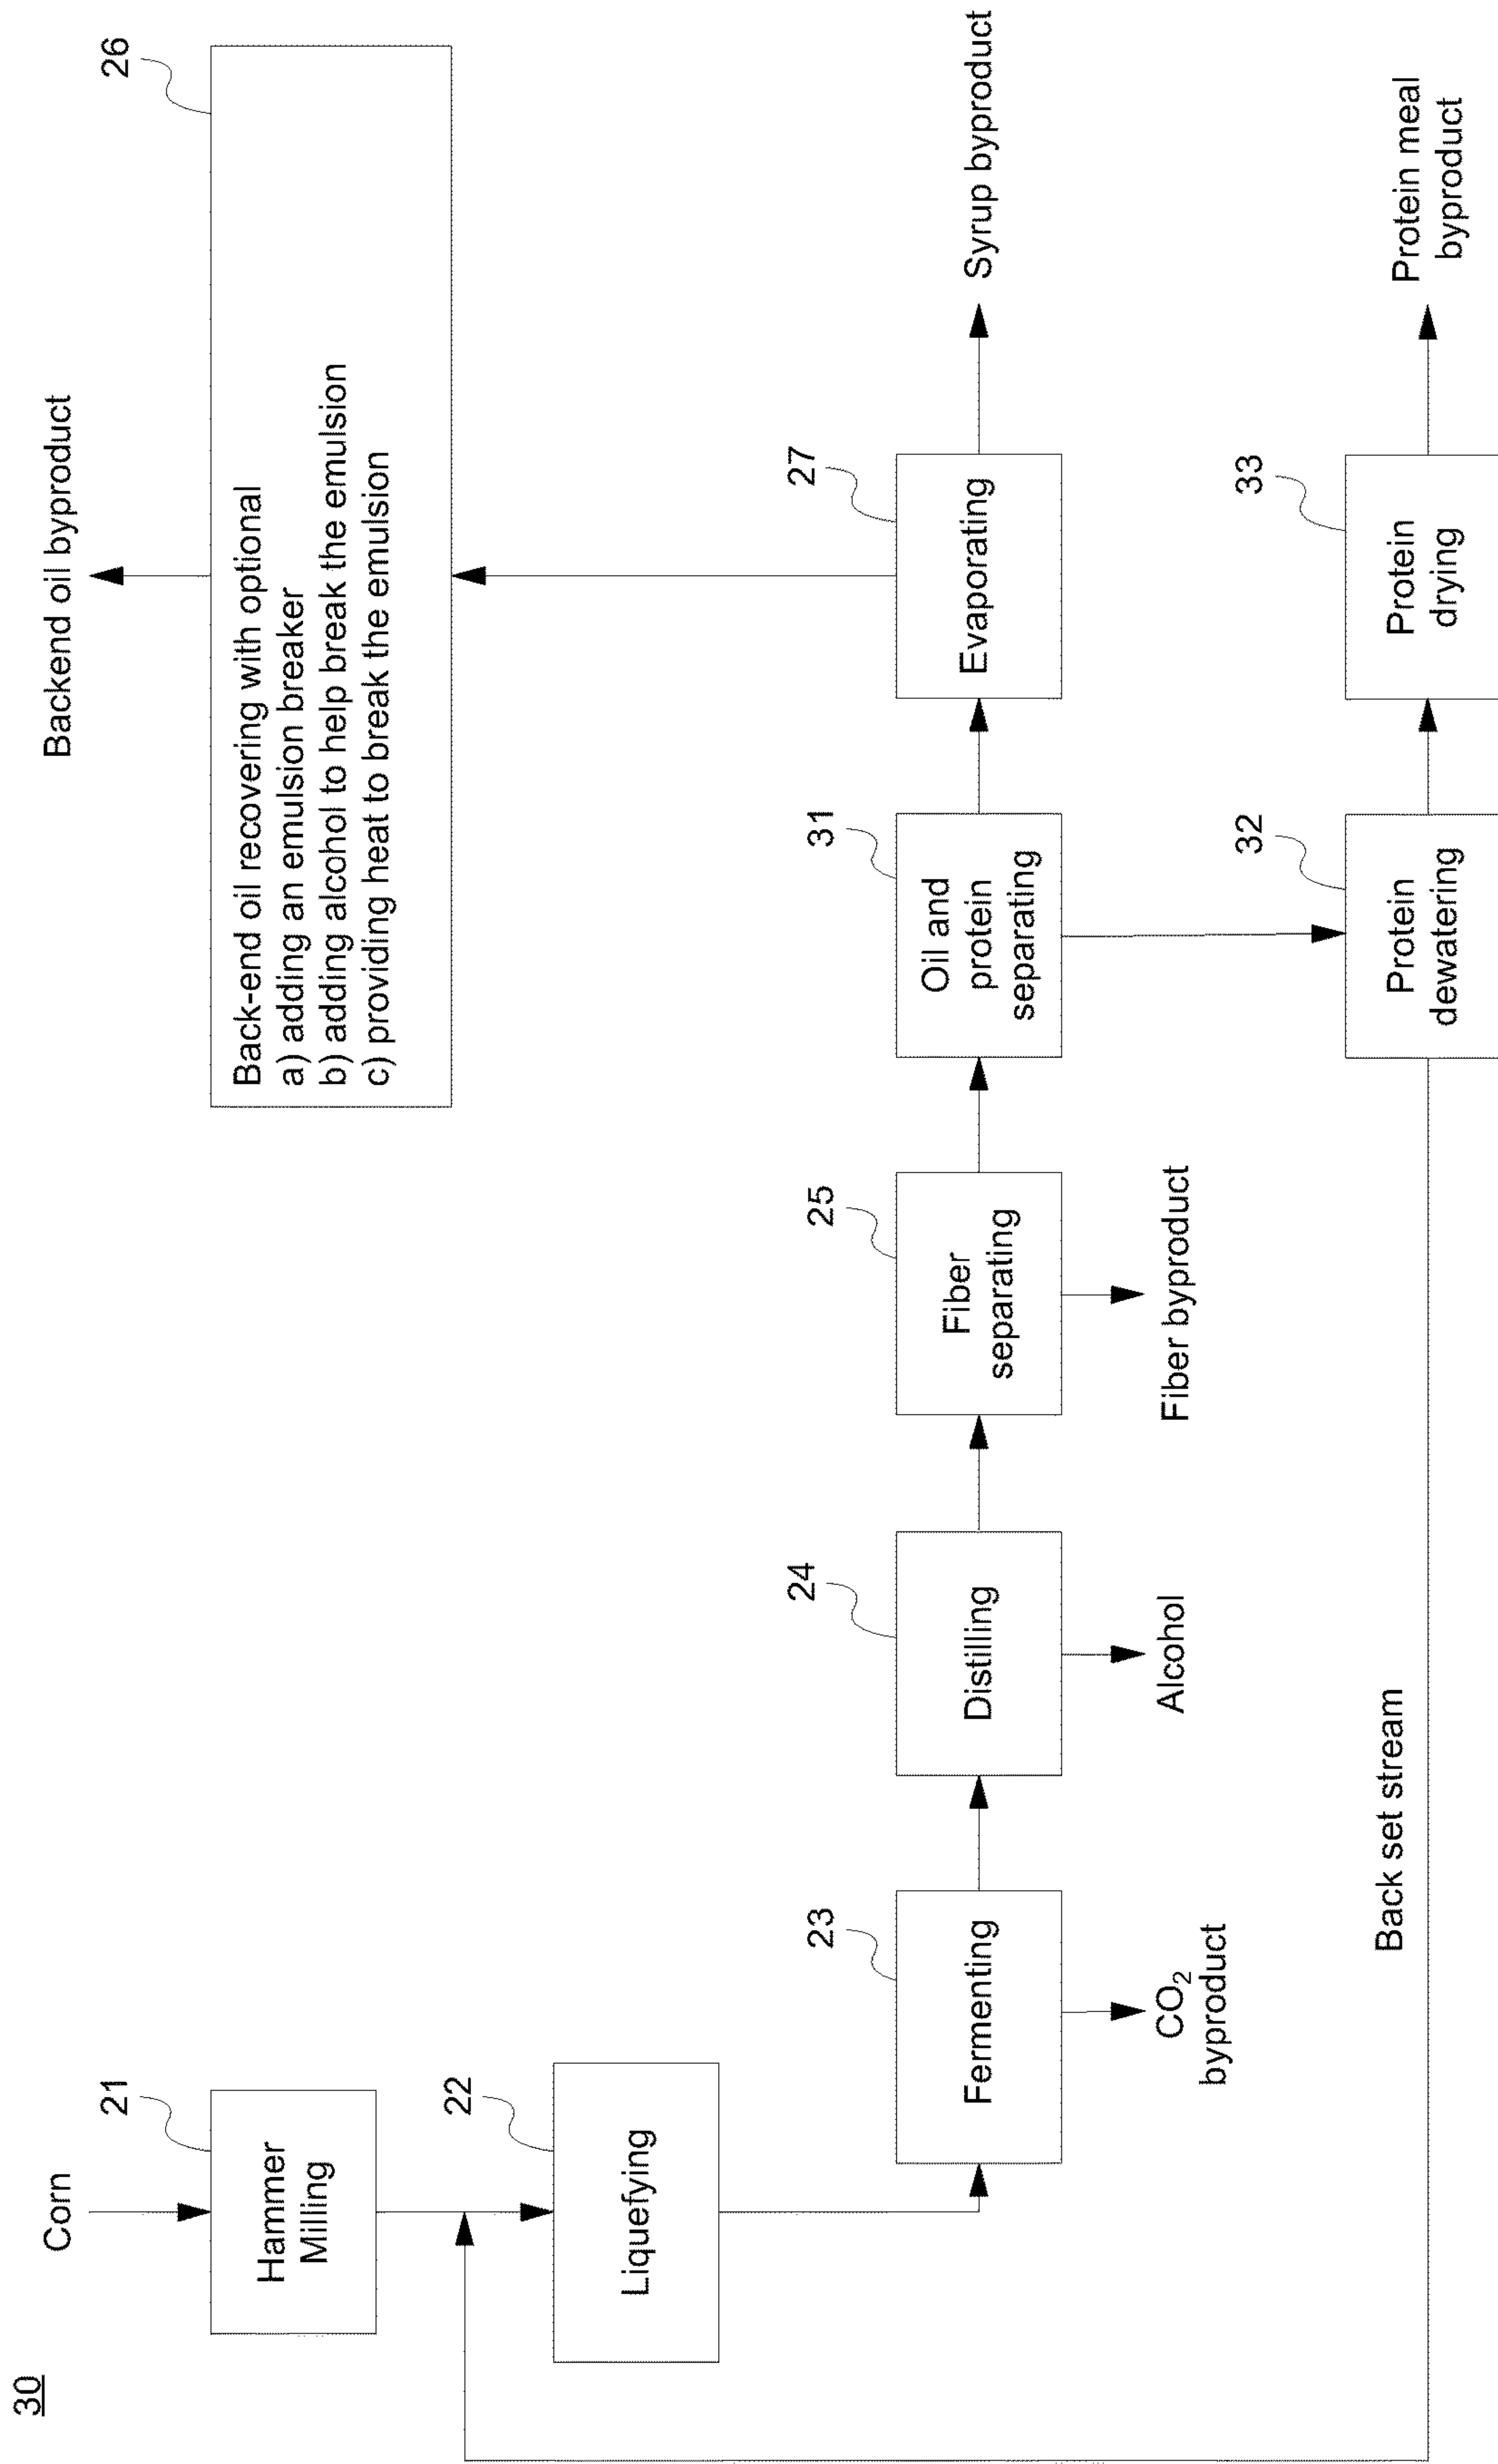 30
Corn
21
Hammer
Milling
22
Liquefying
Backend oil byproduct
26
Back-end oil recovering with optional
a) adding an emulsion breaker
b) adding alcohol to help break the emulsion
c) providing heat to break the emulsion
23
Fermenting
CO₂
byproduct
24
Distilling
Alcohol
25
Fiber
separating
Fiber byproduct
31
Oil and
protein
separating
27
Evaporating
Syrup byproduct
Back set stream
32
Protein
dewatering
33
Protein
drying
Protein meal
byproduct